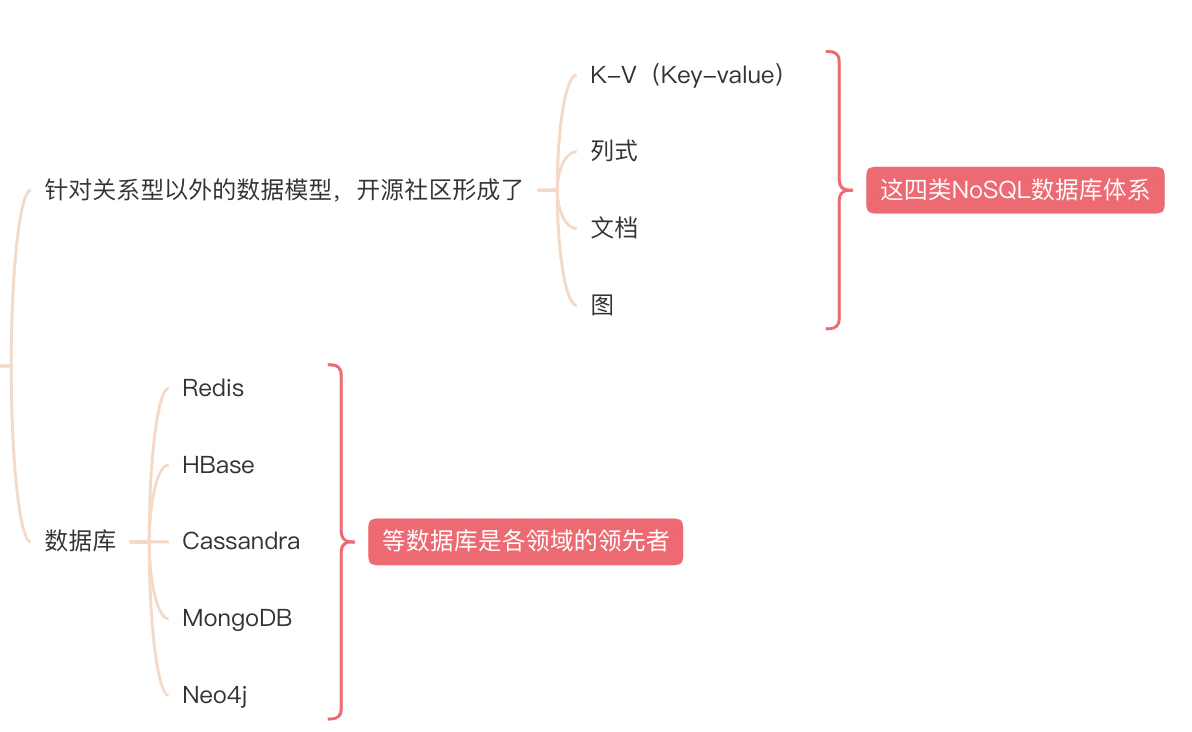 针对关系型以外的数据模型，开源社区形成了
K-V（Key-value）
列式
文档
图
这四类NoSQL数据库体系
数据库
Redis
HBase
Cassandra
MongoDB
Neo4j
等数据库是各领域的领先者